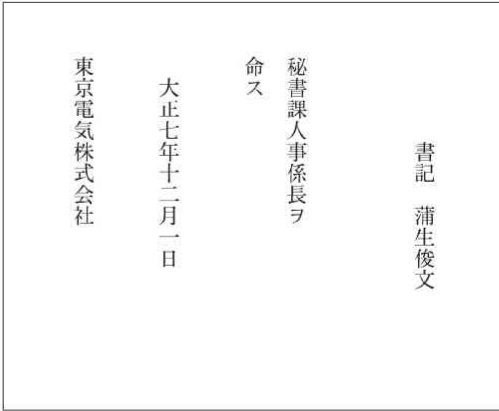 書記　蒲生俊文
秘書課人事係長ヲ
命ス
大正七年十二月一日
東京電気株式会社